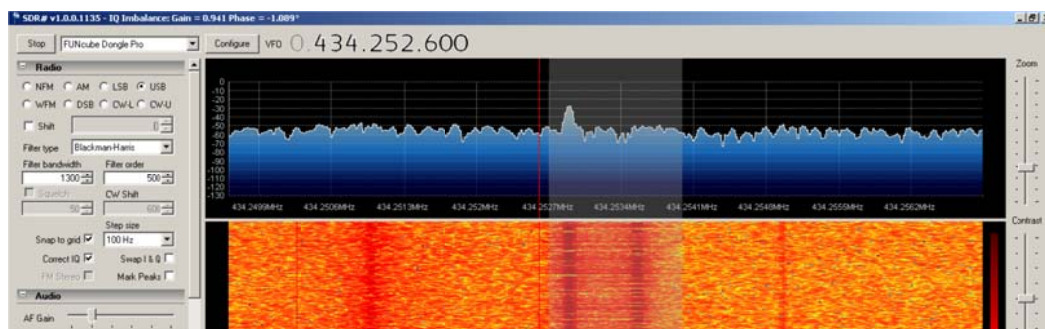 SDR# v1.0.0.1135 - IQ Imbalance: Gain = 0.941 Phase = -1.089°
Stop FUNcube Dongle Pro Configure VFO 0.434.252.600
Radio
NFM AM LSB USB
WFM DSB CW-L CW-U
Shift 0
Filter type Blackman-Harris
Filter bandwidth Filter order
1300 500
Squelch CW Shift
50 600
Step size
Snap to grid 100 Hz
Correct IQ Swap I & Q
FM Stereo Mark Peaks
Audio
AF Gain
0
-10
-20
-30
-40
-50
-60
-70
-80
-90
-100
-110
-120
-130
434.2499MHz 434.2506MHz 434.2513MHz 434.252MHz 434.2527MHz 434.2534MHz 434.2541MHz 434.2548MHz 434.2555MHz 434.2562MHz
Zoom
Contrast